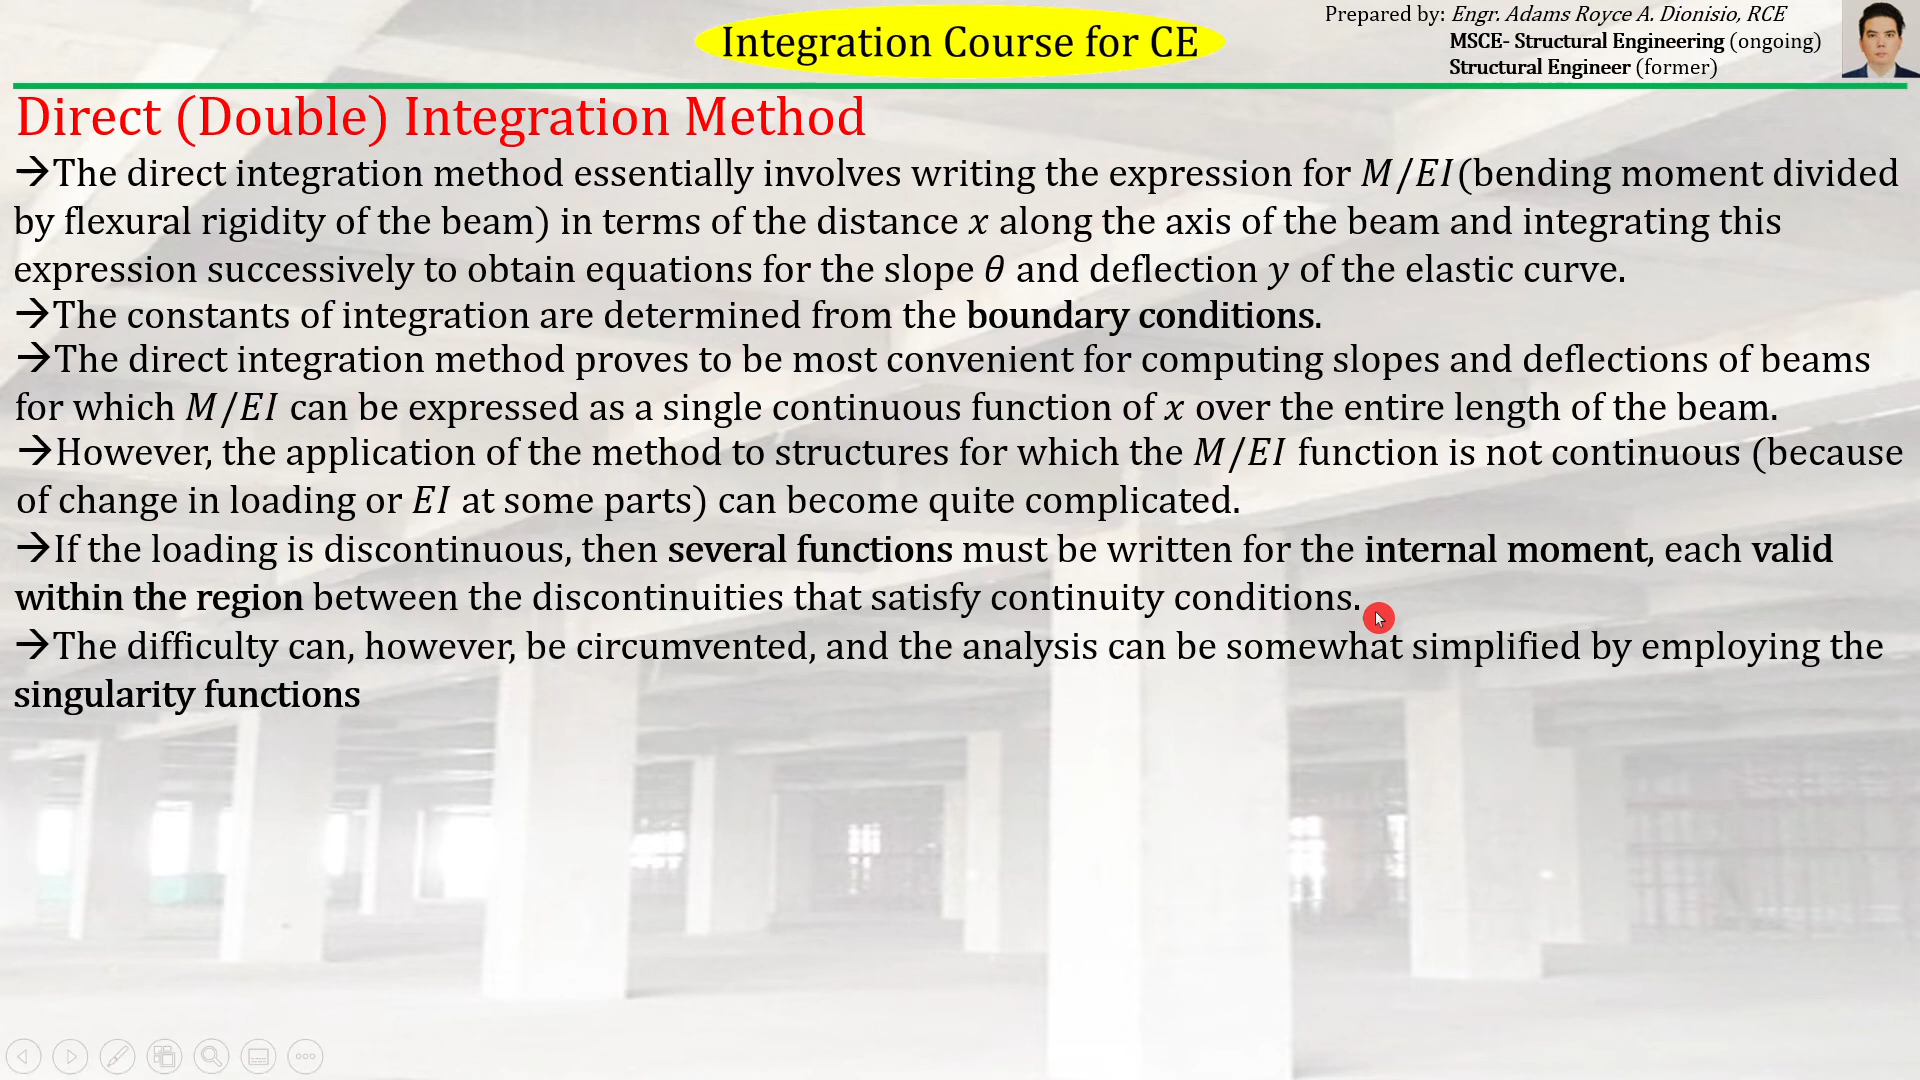 Integration Course for CE
Prepared by: Engr. Adams Royce A. Dionisio, RCE
MSCE- Structural Engineering (ongoing)
Structural Engineer (former)
Direct (Double) Integration Method
→The direct integration method essentially involves writing the expression for M/EI(bending moment divided
by flexural rigidity of the beam) in terms of the distance x along the axis of the beam and integrating this
expression successively to obtain equations for the slope θ and deflection y of the elastic curve.
→The constants of integration are determined from the boundary conditions.
→The direct integration method proves to be most convenient for computing slopes and deflections of beams
for which M/EI can be expressed as a single continuous function of x over the entire length of the beam.
→However, the application of the method to structures for which the M/EI function is not continuous (because
of change in loading or EI at some parts) can become quite complicated.
→If the loading is discontinuous, then several functions must be written for the internal moment, each valid
within the region between the discontinuities that satisfy continuity conditions.
→The difficulty can, however, be circumvented, and the analysis can be somewhat simplified by employing the
singularity functions